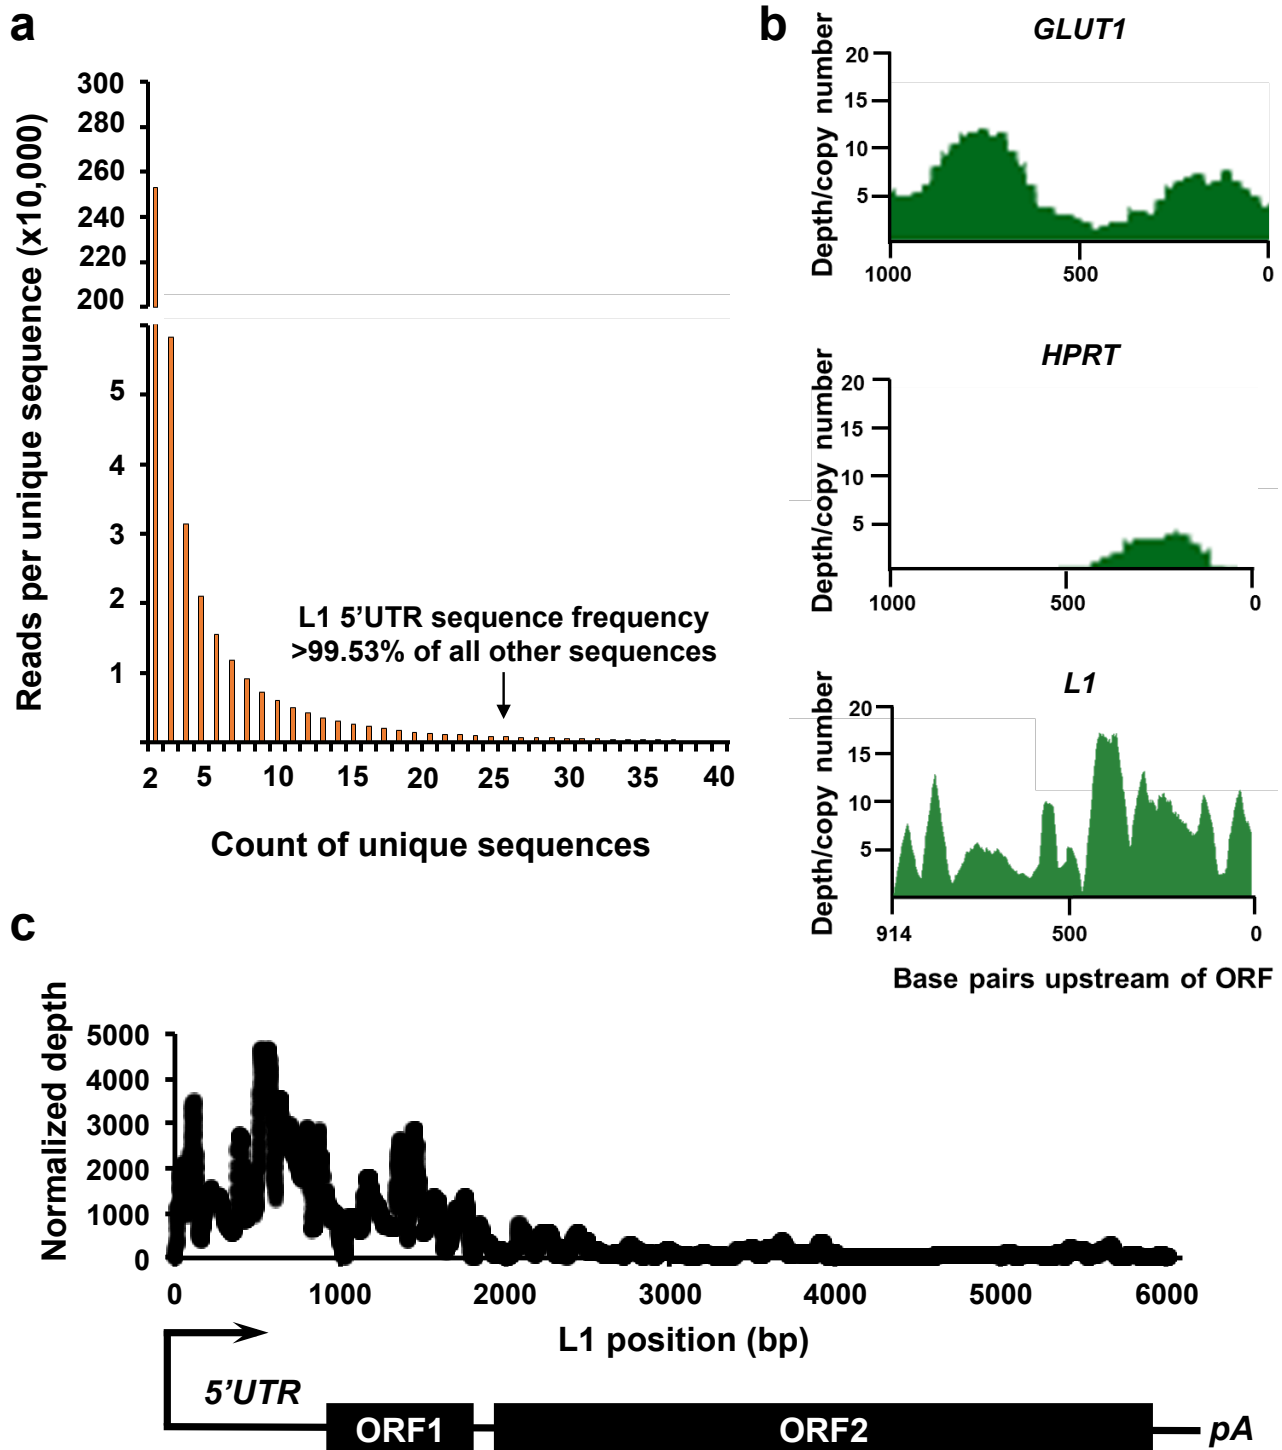 a
Reads per unique sequence (x10,000)
300
280
260
240
220
200
5
4
3
2
1
L1 5’UTR sequence frequency
>99.53% of all other sequences
2 5 10 15 20 25 30 35 40
Count of unique sequences
b
GLUT1
Depth/copy number
20
15
10
5
1000 500 0
HPRT
Depth/copy number
20
15
10
5
1000 500 0
L1
Depth/copy number
20
15
10
5
914 500 0
Base pairs upstream of ORF
c
Normalized depth
5000
4000
3000
2000
1000
0
0 1000 2000 3000 4000 5000 6000
L1 position (bp)
5’UTR
ORF1 ORF2 pA